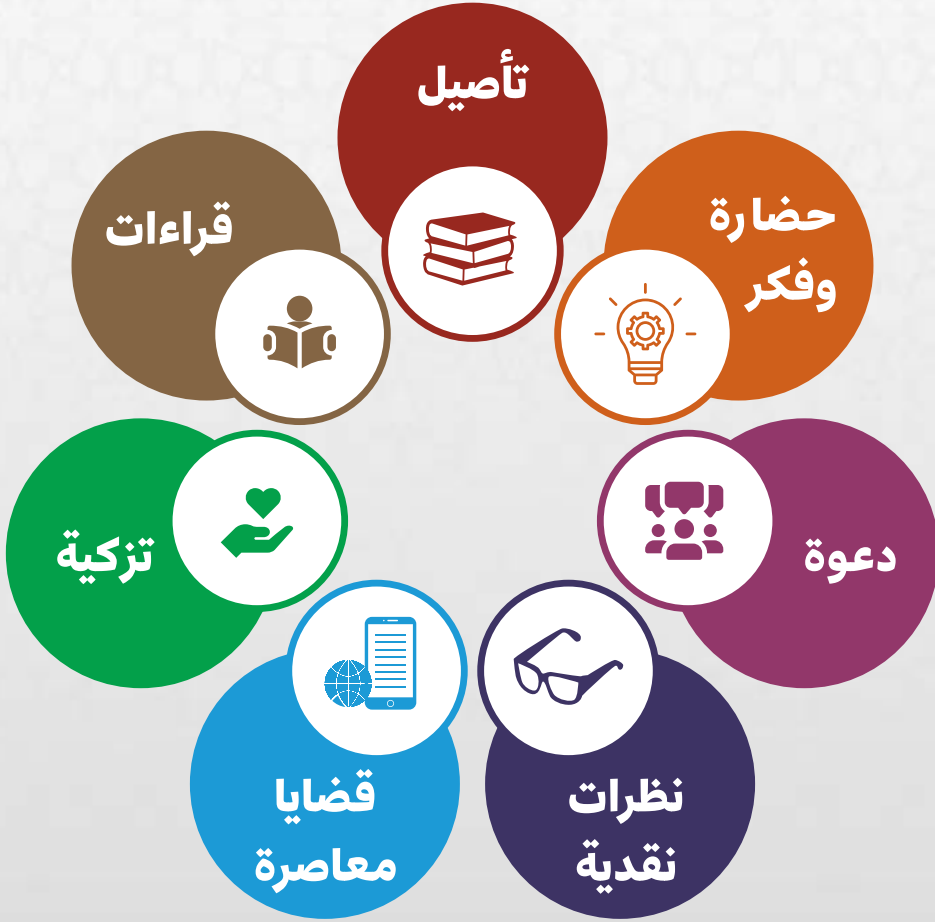 تأصيل
حضارة
وفكر
دعوة
نظرات
نقدية
قضايا
معاصرة
تزكية
قراءات